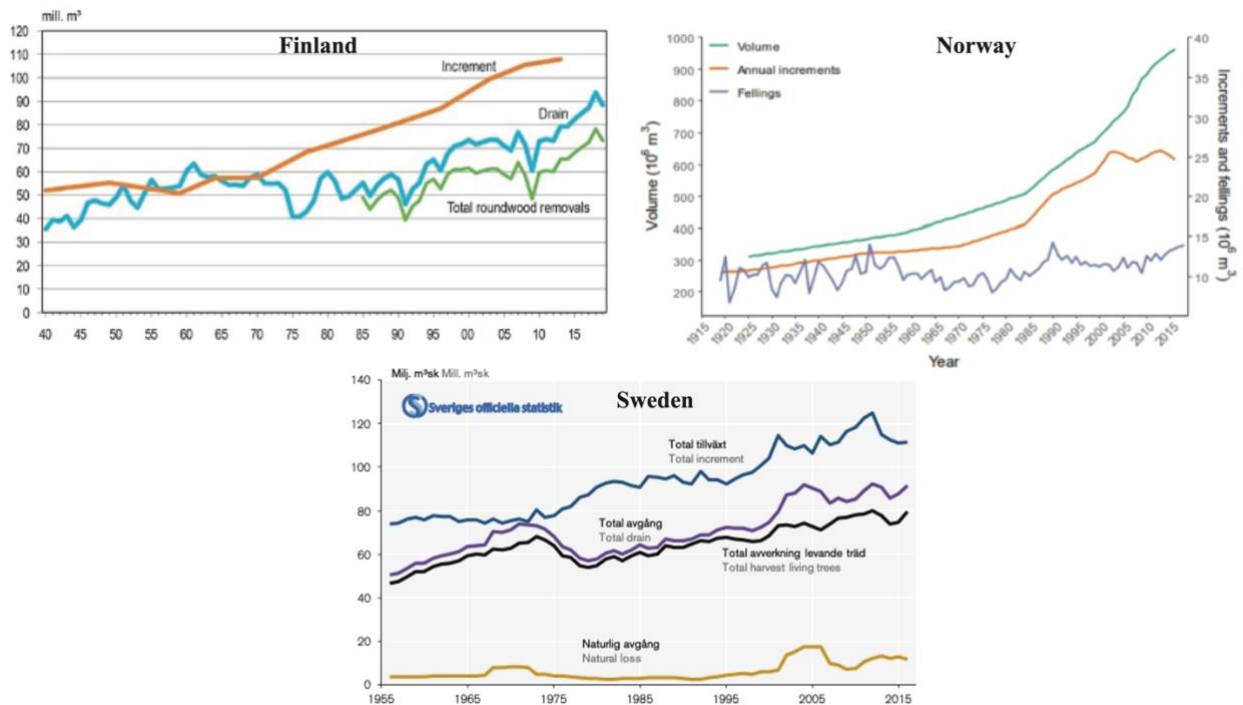 mill. m³
Finland
120
110
100
90
80
70
60
50
40
30
20
10
0
Increment
Drain
Total roundwood removals
40 45 50 55 60 65 70 75 80 85 90 95 00 05 10 15
Norway
Volume
Annual increments
Fellings
1000
900
800
700
600
500
400
300
200
Volume (10⁶ m³)
40
35
30
25
20
15
10
Increments and fellings (10⁶ m³)
1915 1920 1925 1930 1935 1940 1945 1950 1955 1960 1965 1970 1975 1980 1985 1990 1995 2000 2005 2010 2015
Year
Milj. m³sk Mill. m³sk
Sveriges officiella statistik
Sweden
140
120
100
80
60
40
20
0
Total tillväxt
Total increment
Total avgång
Total drain
Total avverkning levande träd
Total harvest living trees
Naturlig avgång
Natural loss
1955 1965 1975 1985 1995 2005 2015